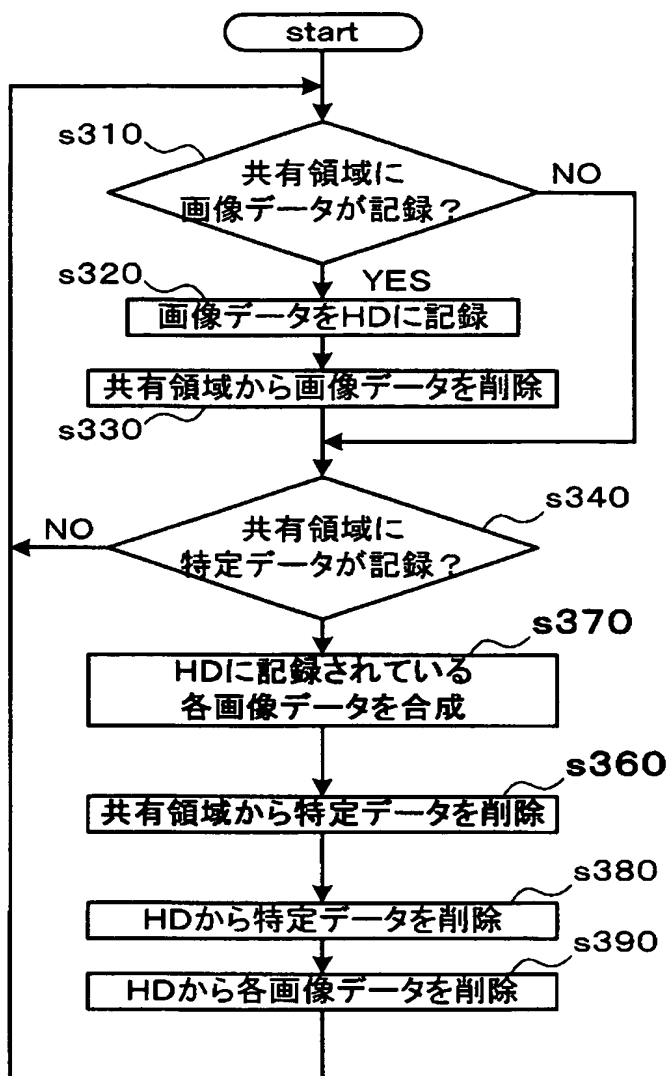 start
s310
共有領域に
画像データが記録？
NO
s320
YES
画像データをHDに記録
共有領域から画像データを削除
s330
s340
NO
共有領域に
特定データが記録？
s370
HDに記録されている
各画像データを合成
s360
共有領域から特定データを削除
s380
HDから特定データを削除
s390
HDから各画像データを削除